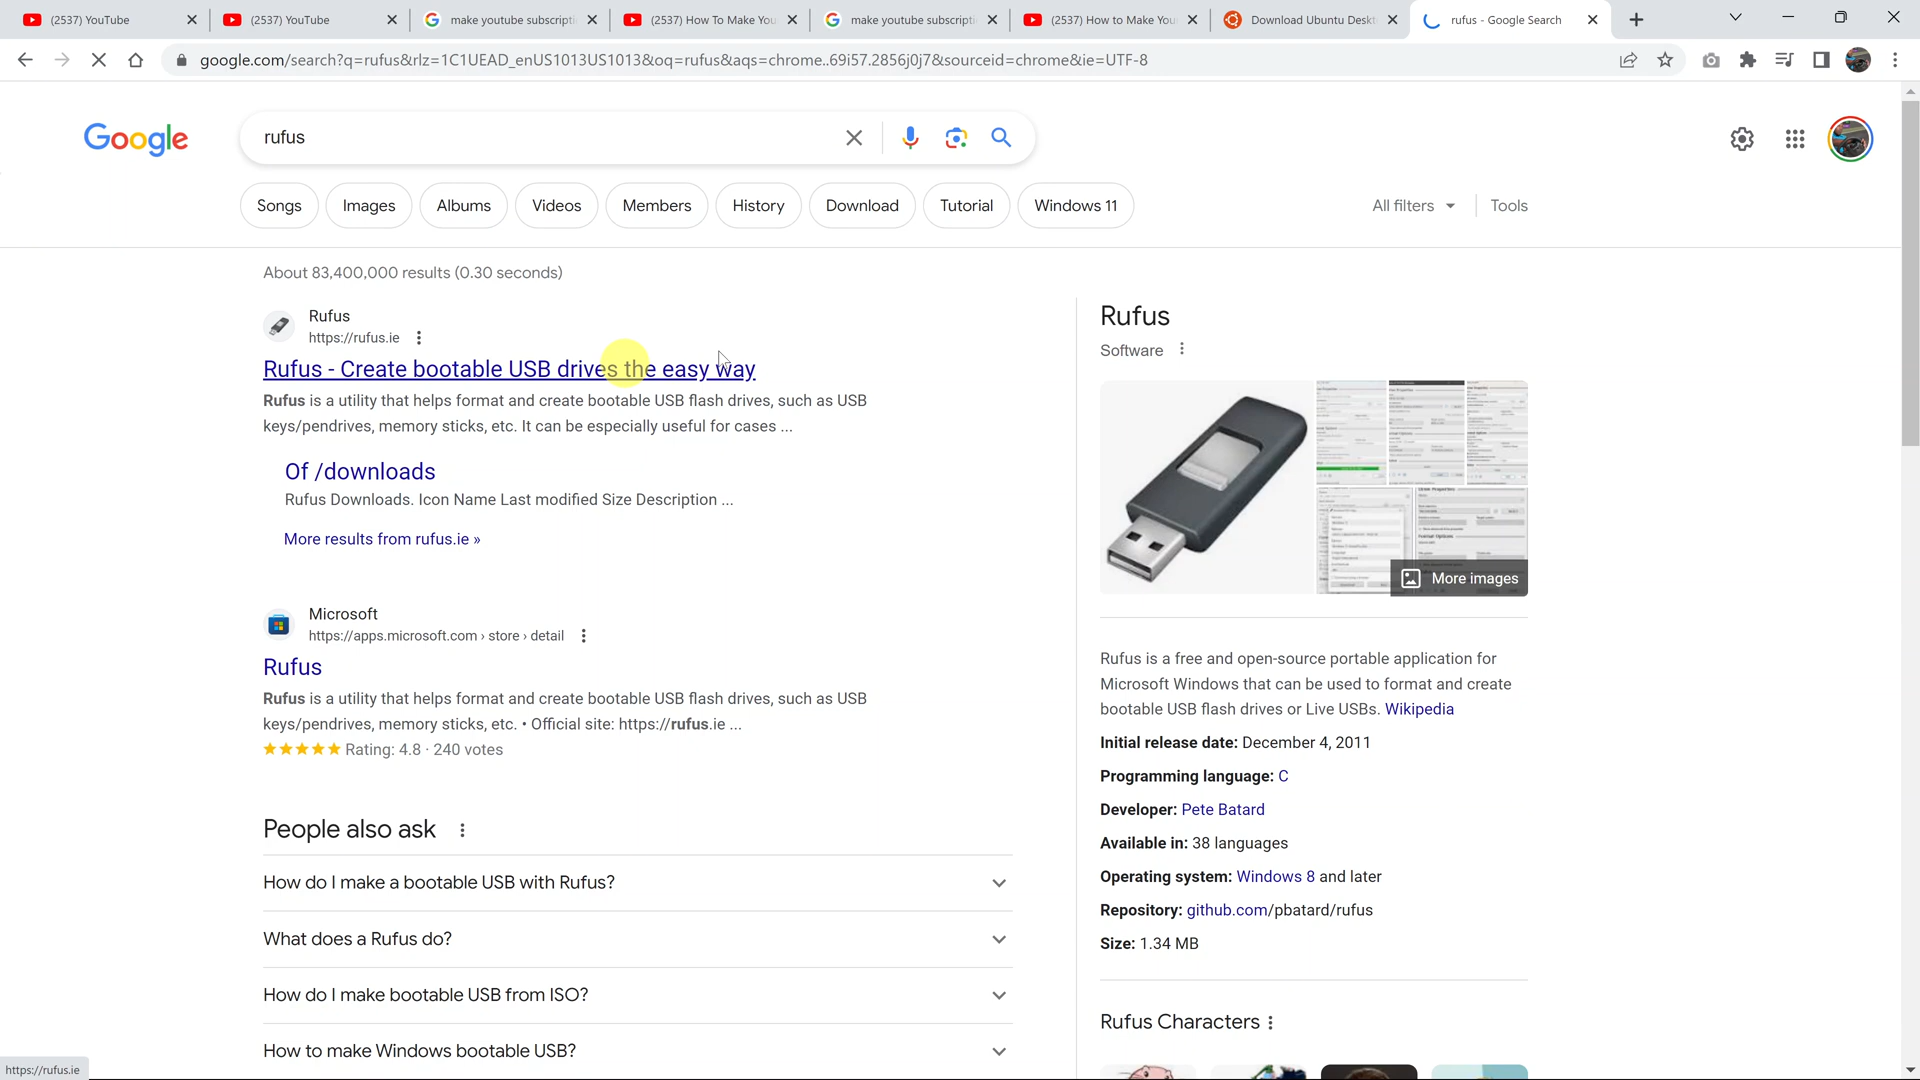 (2537) YouTube
(2537) YouTube
make youtube subscripti
(2537) How To Make You
make youtube subscripti
(2537) How to Make You
Download Ubuntu Deskt
rufus - Google Search
google.com/search?q=rufus&rlz=1C1UEAD_enUS1013US1013&oq=rufus&aqs=chrome..69i57.2856j0j7&sourceid=chrome&ie=UTF-8
Google
rufus
Songs
Images
Albums
Videos
Members
History
Download
Tutorial
Windows 11
All filters
Tools
About 83,400,000 results (0.30 seconds)
Rufus
https://rufus.ie
Rufus - Create bootable USB drives the easy way
Rufus is a utility that helps format and create bootable USB flash drives, such as USB
keys/pendrives, memory sticks, etc. It can be especially useful for cases ...
Of /downloads
Rufus Downloads. Icon Name Last modified Size Description ...
More results from rufus.ie »
Microsoft
https://apps.microsoft.com › store › detail
Rufus
Rufus is a utility that helps format and create bootable USB flash drives, such as USB
keys/pendrives, memory sticks, etc. • Official site: https://rufus.ie ...
Rating: 4.8 · 240 votes
People also ask
How do I make a bootable USB with Rufus?
What does a Rufus do?
How do I make bootable USB from ISO?
How to make Windows bootable USB?
Rufus
Software
More images
Rufus is a free and open-source portable application for
Microsoft Windows that can be used to format and create
bootable USB flash drives or Live USBs. Wikipedia
Initial release date: December 4, 2011
Programming language: C
Developer: Pete Batard
Available in: 38 languages
Operating system: Windows 8 and later
Repository: github.com/pbatard/rufus
Size: 1.34 MB
Rufus Characters
https://rufus.ie